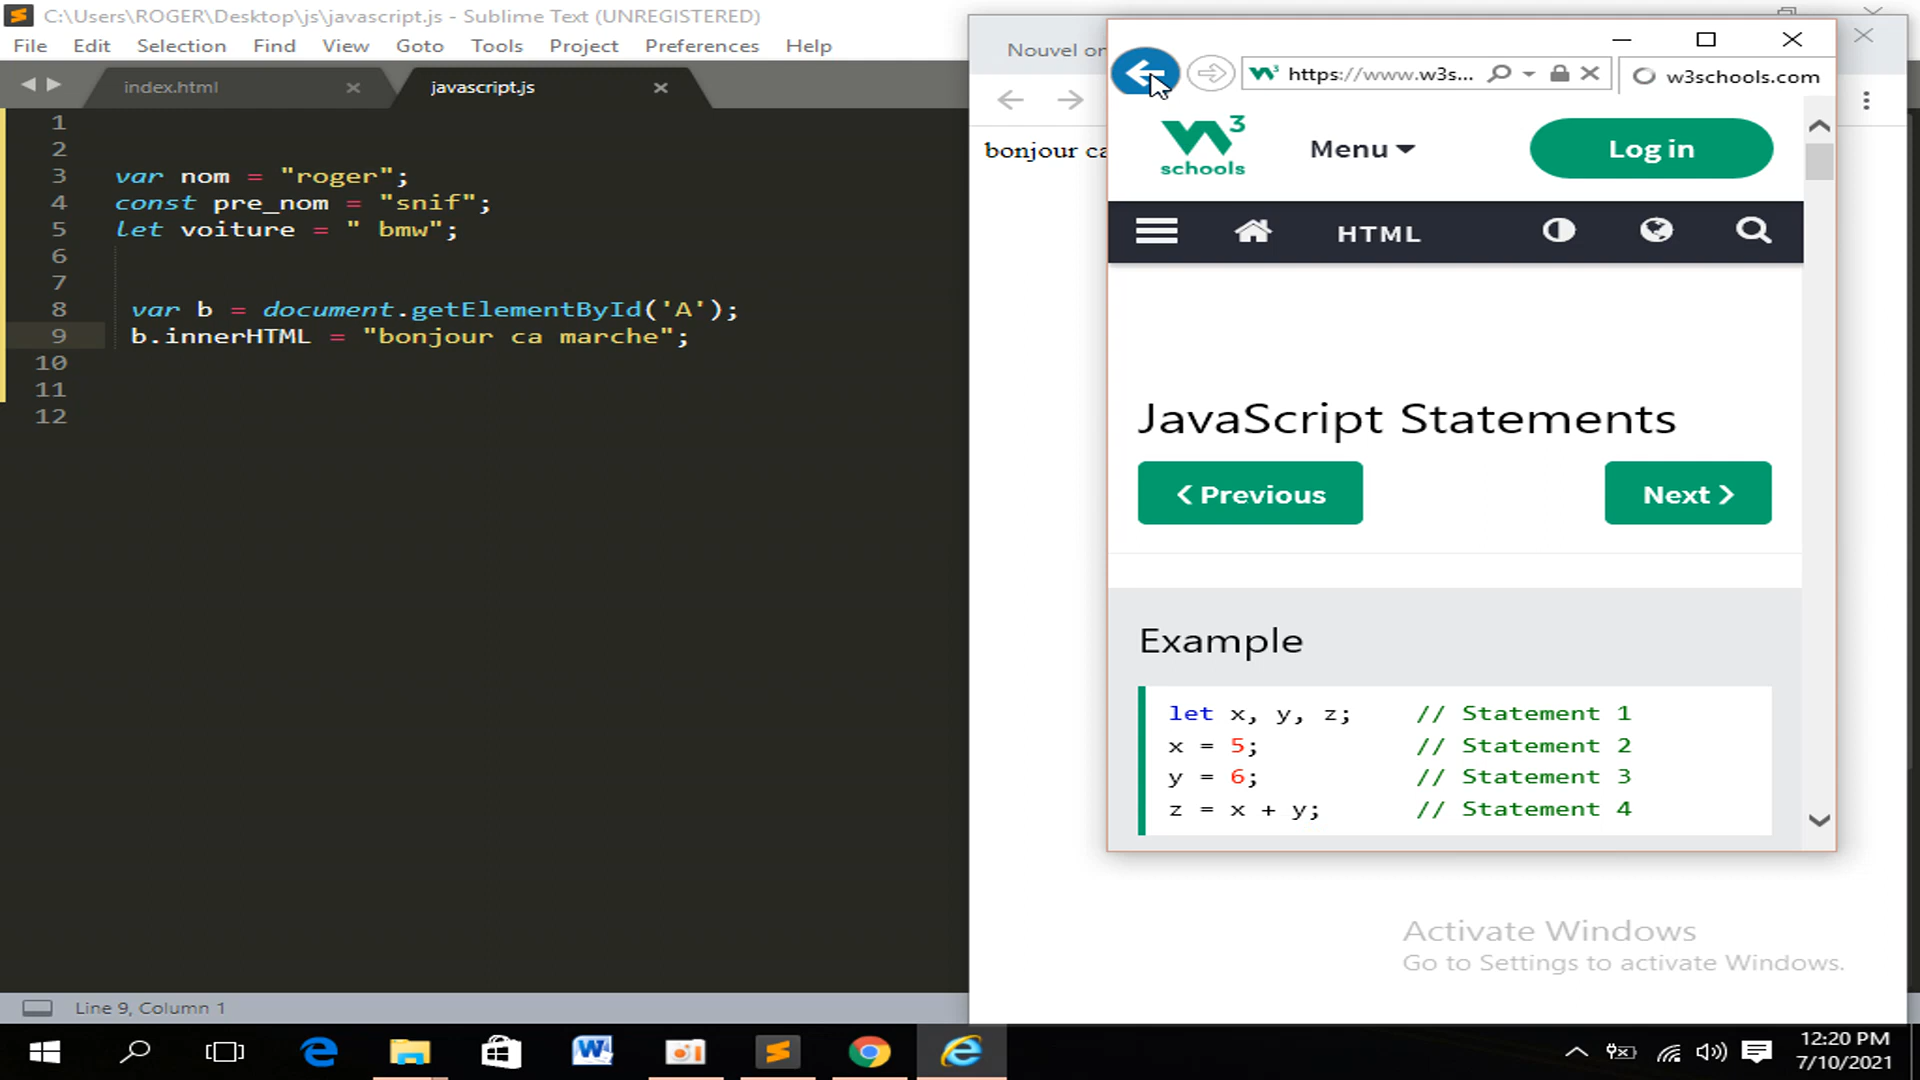 C:\Users\ROGER\Desktop\js\javascript.js - Sublime Text (UNREGISTERED)
File Edit Selection Find View Goto Tools Project Preferences Help
index.html
javascript.js
1
2
3 var nom = "roger";
4 const pre_nom = "snif";
5 let voiture = " bmw";
6
7
8 var b = document.getElementById('A');
9 b.innerHTML = "bonjour ca marche";
10
11
12
Line 9, Column 1
Nouvel on
bonjour ca
https://www.w3s...
w3schools.com
W3
schools
Menu
Log in
HTML
JavaScript Statements
Previous
Next
Example
let x, y, z; // Statement 1
x = 5; // Statement 2
y = 6; // Statement 3
z = x + y; // Statement 4
Activate Windows
Go to Settings to activate Windows.
12:20 PM
7/10/2021